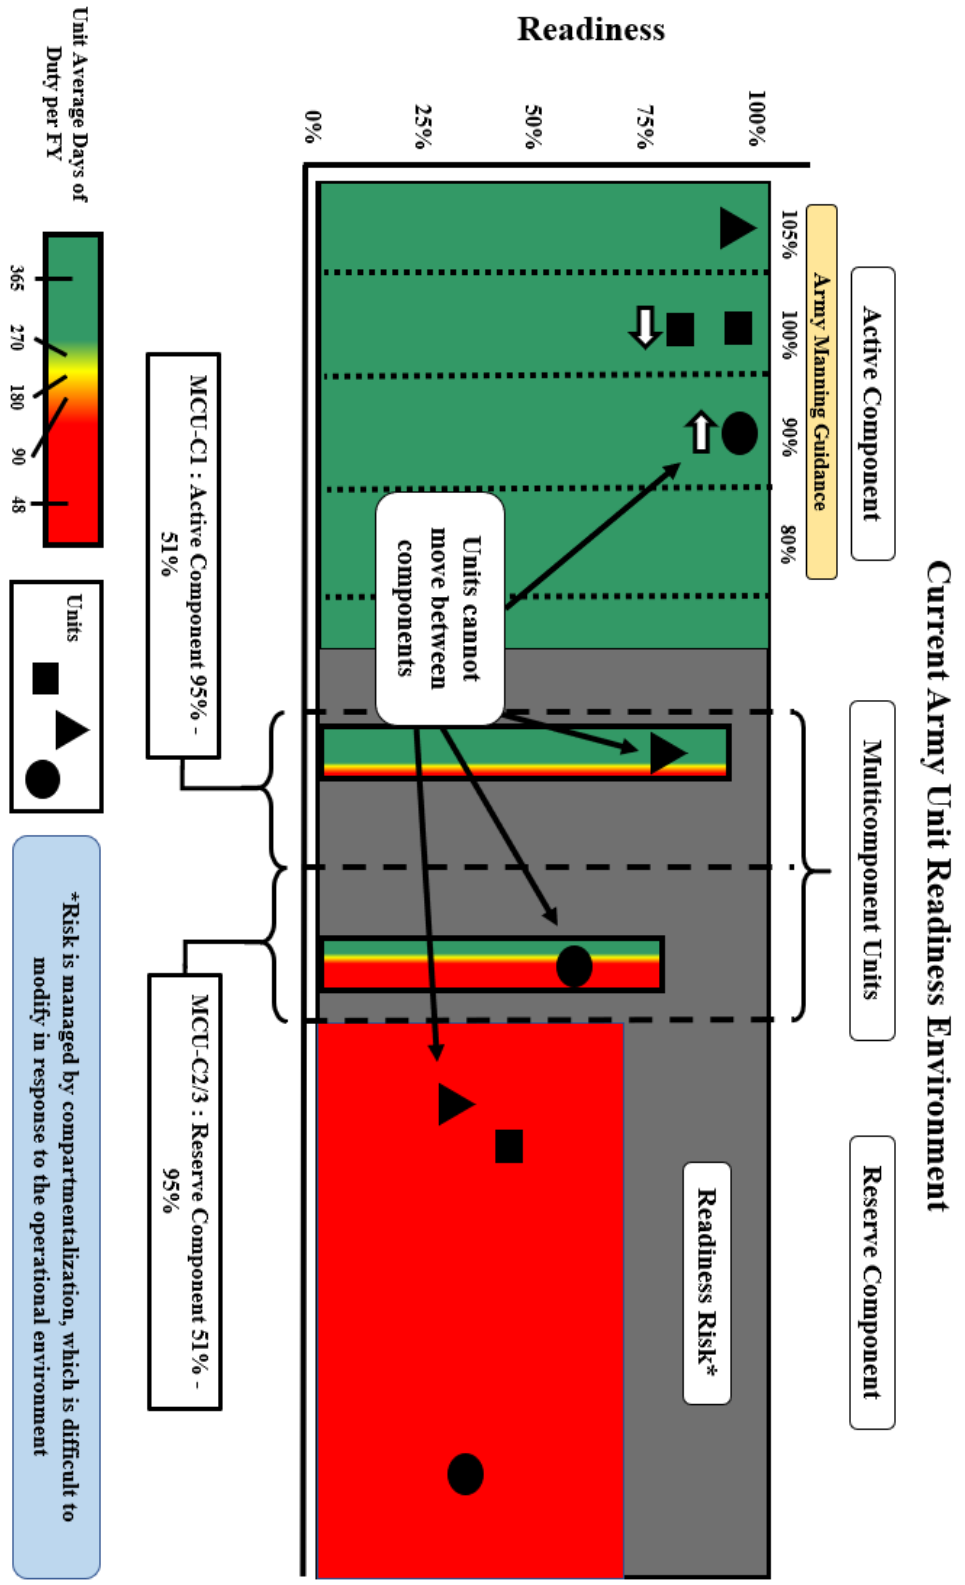 Current Army Unit Readiness Environment
Active Component
Multicomponent Units
Reserve Component
Army Manning Guidance
105%
100%
90%
80%
Readiness
100%
75%
50%
25%
0%
Readiness Risk*
Units cannot
move between
components
MCU-C1 : Active Component 95% -
51%
MCU-C2/3 : Reserve Component 51% -
95%
Unit Average Days of
Duty per FY
365
270
180
90
48
Units
*Risk is managed by compartmentalization, which is difficult to
modify in response to the operational environment